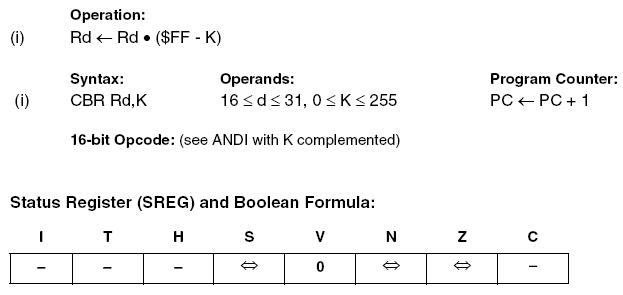 Operation:
(i) Rd ← Rd • ($FF - K)
Syntax: Operands: Program Counter:
(i) CBR Rd,K 16 ≤ d ≤ 31, 0 ≤ K ≤ 255 PC ← PC + 1
16-bit Opcode: (see ANDI with K complemented)
Status Register (SREG) and Boolean Formula:
I T H S V N Z C
– – – ⇔ 0 ⇔ ⇔ –